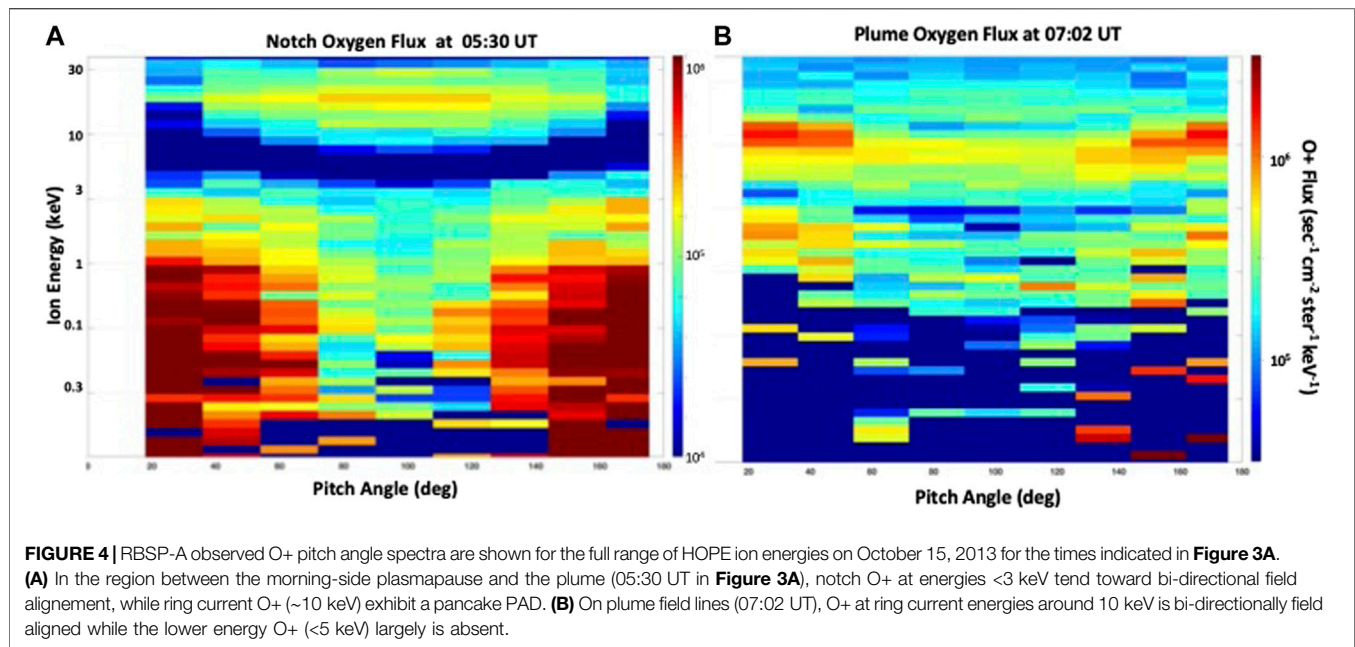 A
Notch Oxygen Flux at 05:30 UT
B
Plume Oxygen Flux at 07:02 UT
Ion Energy (keV)
30
10
3
1
0.1
0.3
0 20 40 60 80 100 120 140 160 180
Pitch Angle (deg)
10⁶
10⁵
10⁴
20 40 60 80 100 120 140 160 180
Pitch Angle (deg)
10⁶
10⁵
O+ Flux (sec⁻¹ cm⁻² ster⁻¹ keV⁻¹)
FIGURE 4 | RBSP-A observed O+ pitch angle spectra are shown for the full range of HOPE ion energies on October 15, 2013 for the times indicated in Figure 3A.
(A) In the region between the morning-side plasmapause and the plume (05:30 UT in Figure 3A), notch O+ at energies <3 keV tend toward bi-directional field
alignement, while ring current O+ (~10 keV) exhibit a pancake PAD. (B) On plume field lines (07:02 UT), O+ at ring current energies around 10 keV is bi-directionally field
aligned while the lower energy O+ (<5 keV) largely is absent.